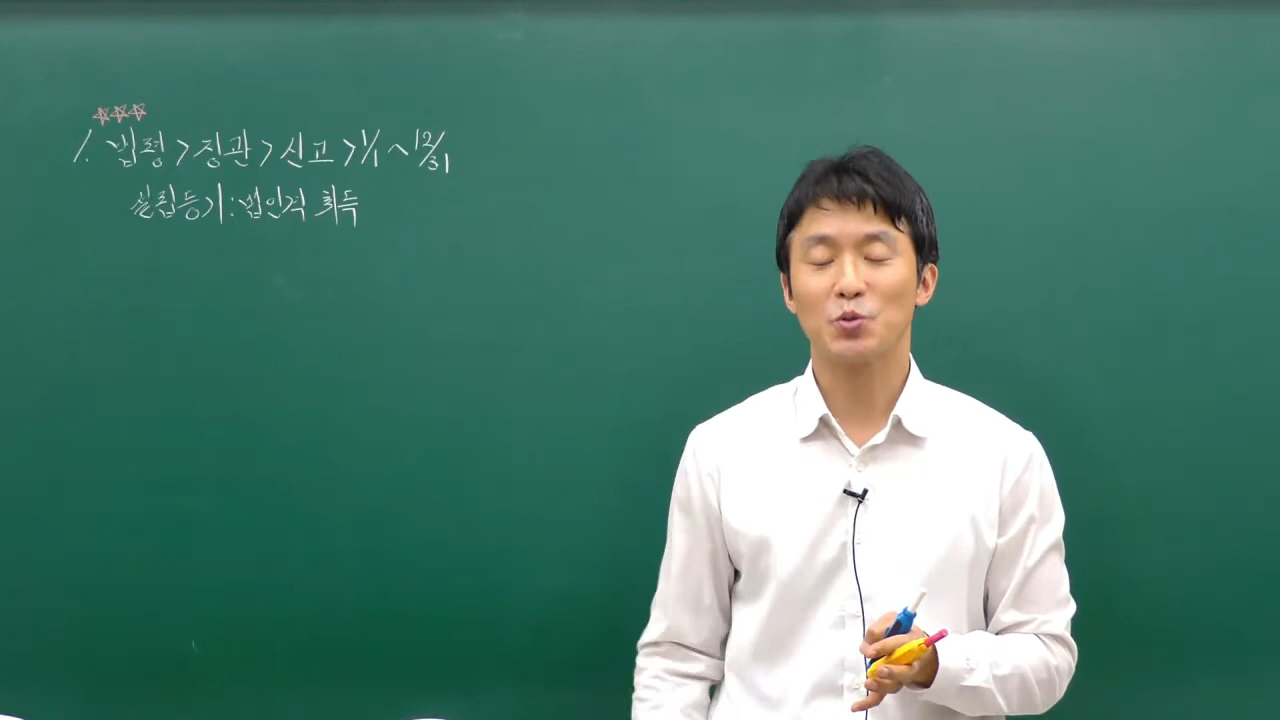 ☆☆☆
1. 법령 > 정관 > 신고 > 1/1 ~ 12/31
설립등기 : 법인격 취득